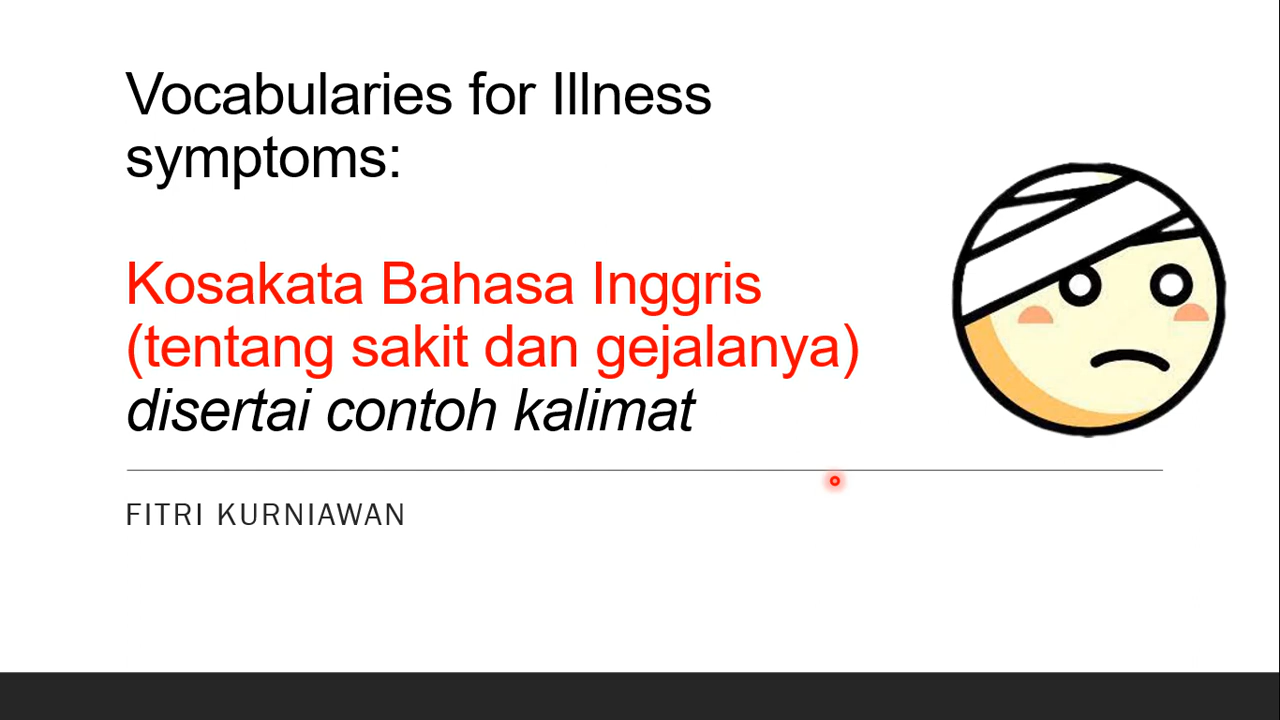 Vocabularies for Illness
symptoms:
Kosakata Bahasa Inggris
(tentang sakit dan gejalanya)
disertai contoh kalimat
FITRI KURNIAWAN